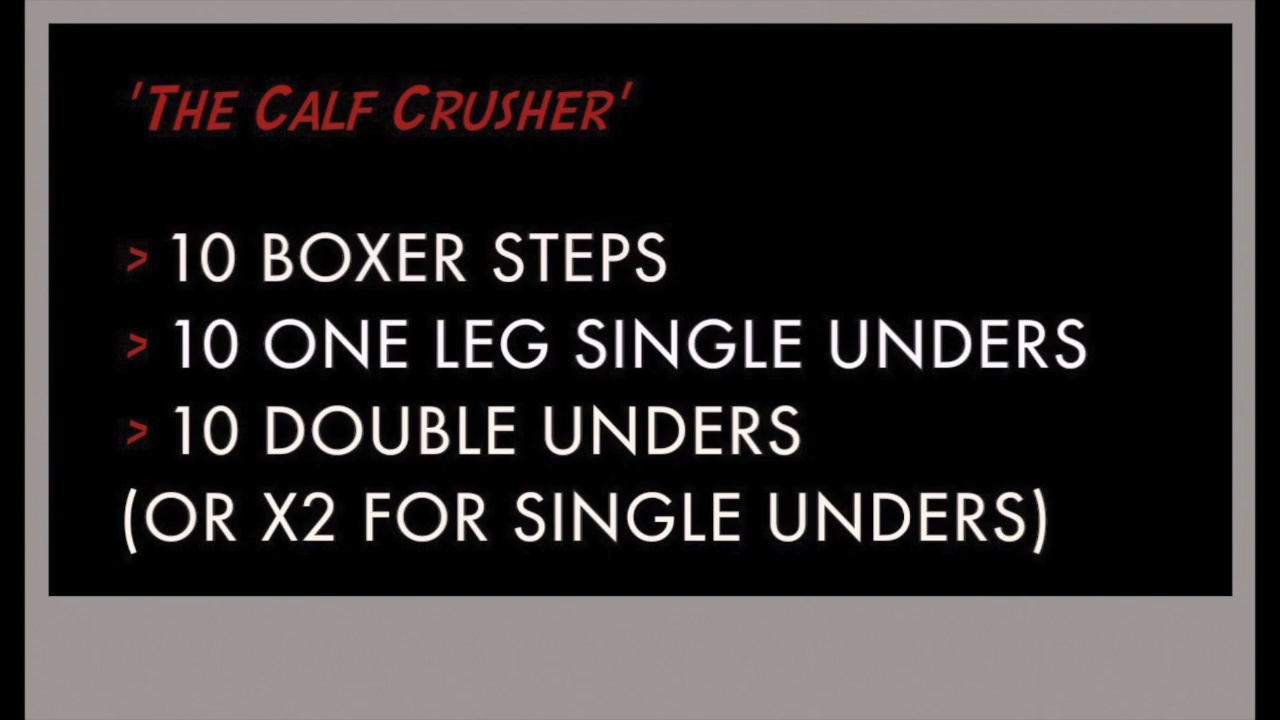 'THE CALF CRUSHER'
> 10 BOXER STEPS
> 10 ONE LEG SINGLE UNDERS
> 10 DOUBLE UNDERS
(OR X2 FOR SINGLE UNDERS)